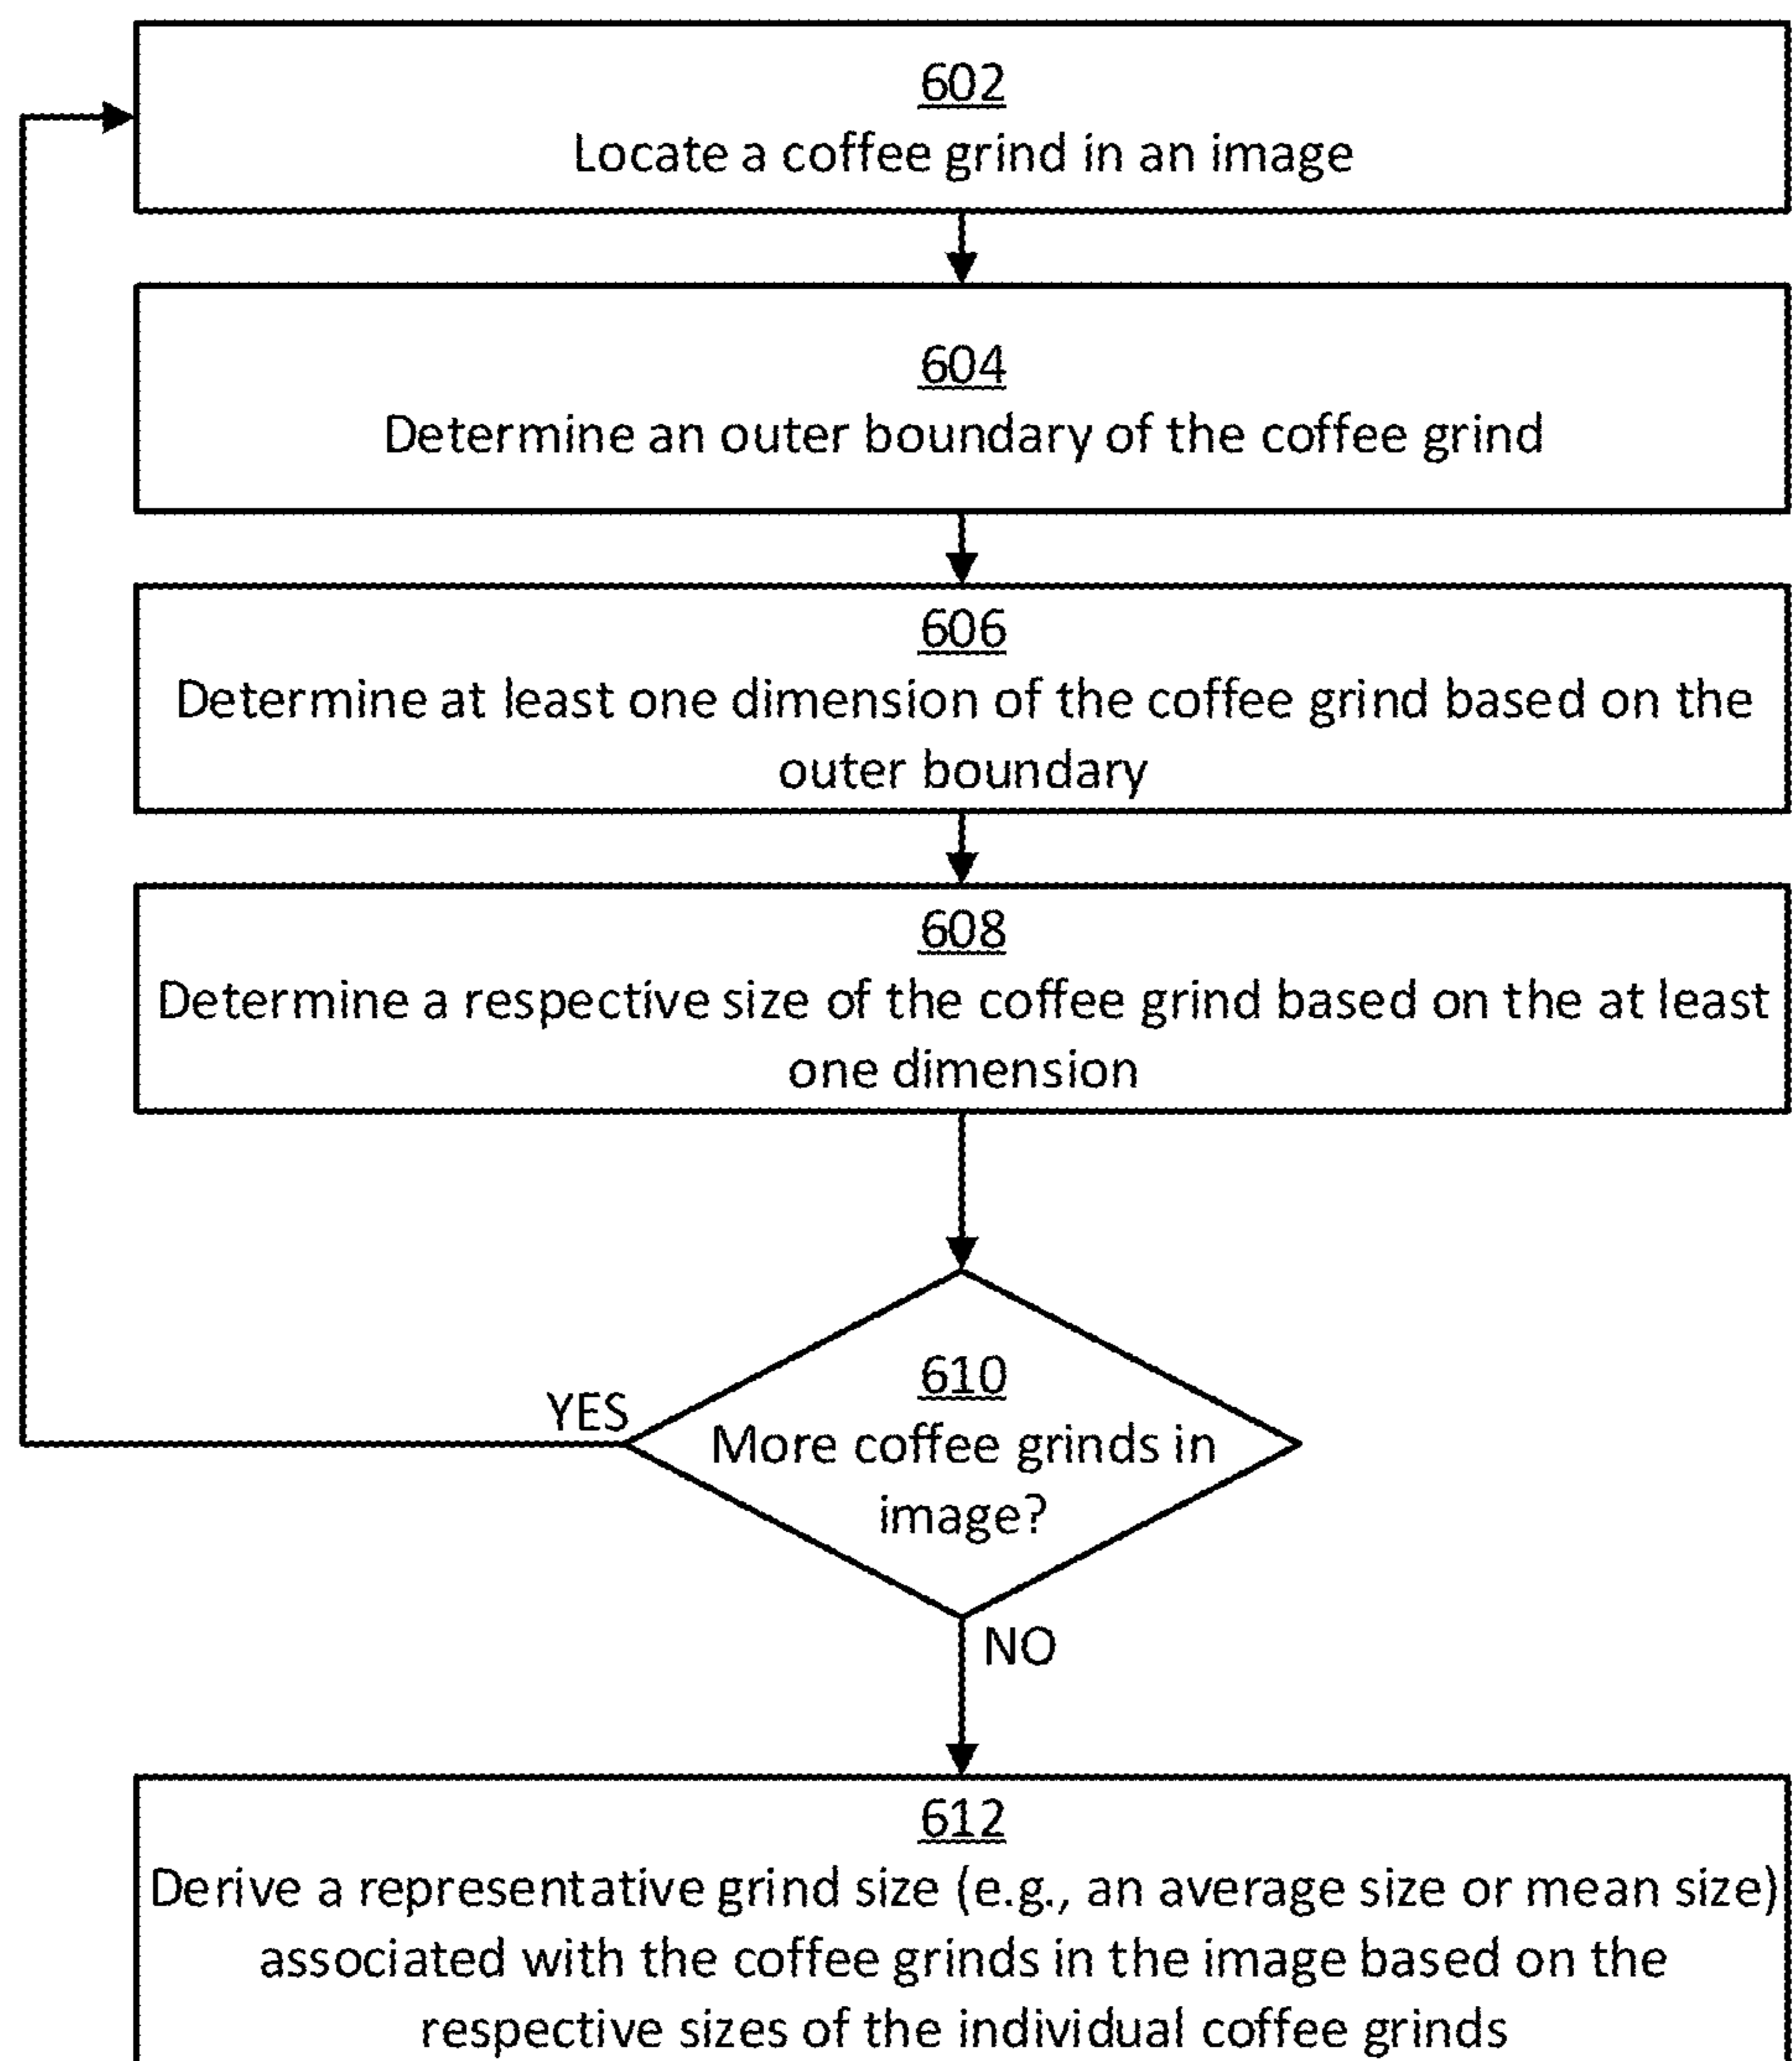 602
Locate a coffee grind in an image
604
Determine an outer boundary of the coffee grind
606
Determine at least one dimension of the coffee grind based on the
outer boundary
608
Determine a respective size of the coffee grind based on the at least
one dimension
610
YES
More coffee grinds in
image?
NO
612
Derive a representative grind size (e.g., an average size or mean size)
associated with the coffee grinds in the image based on the
respective sizes of the individual coffee grinds